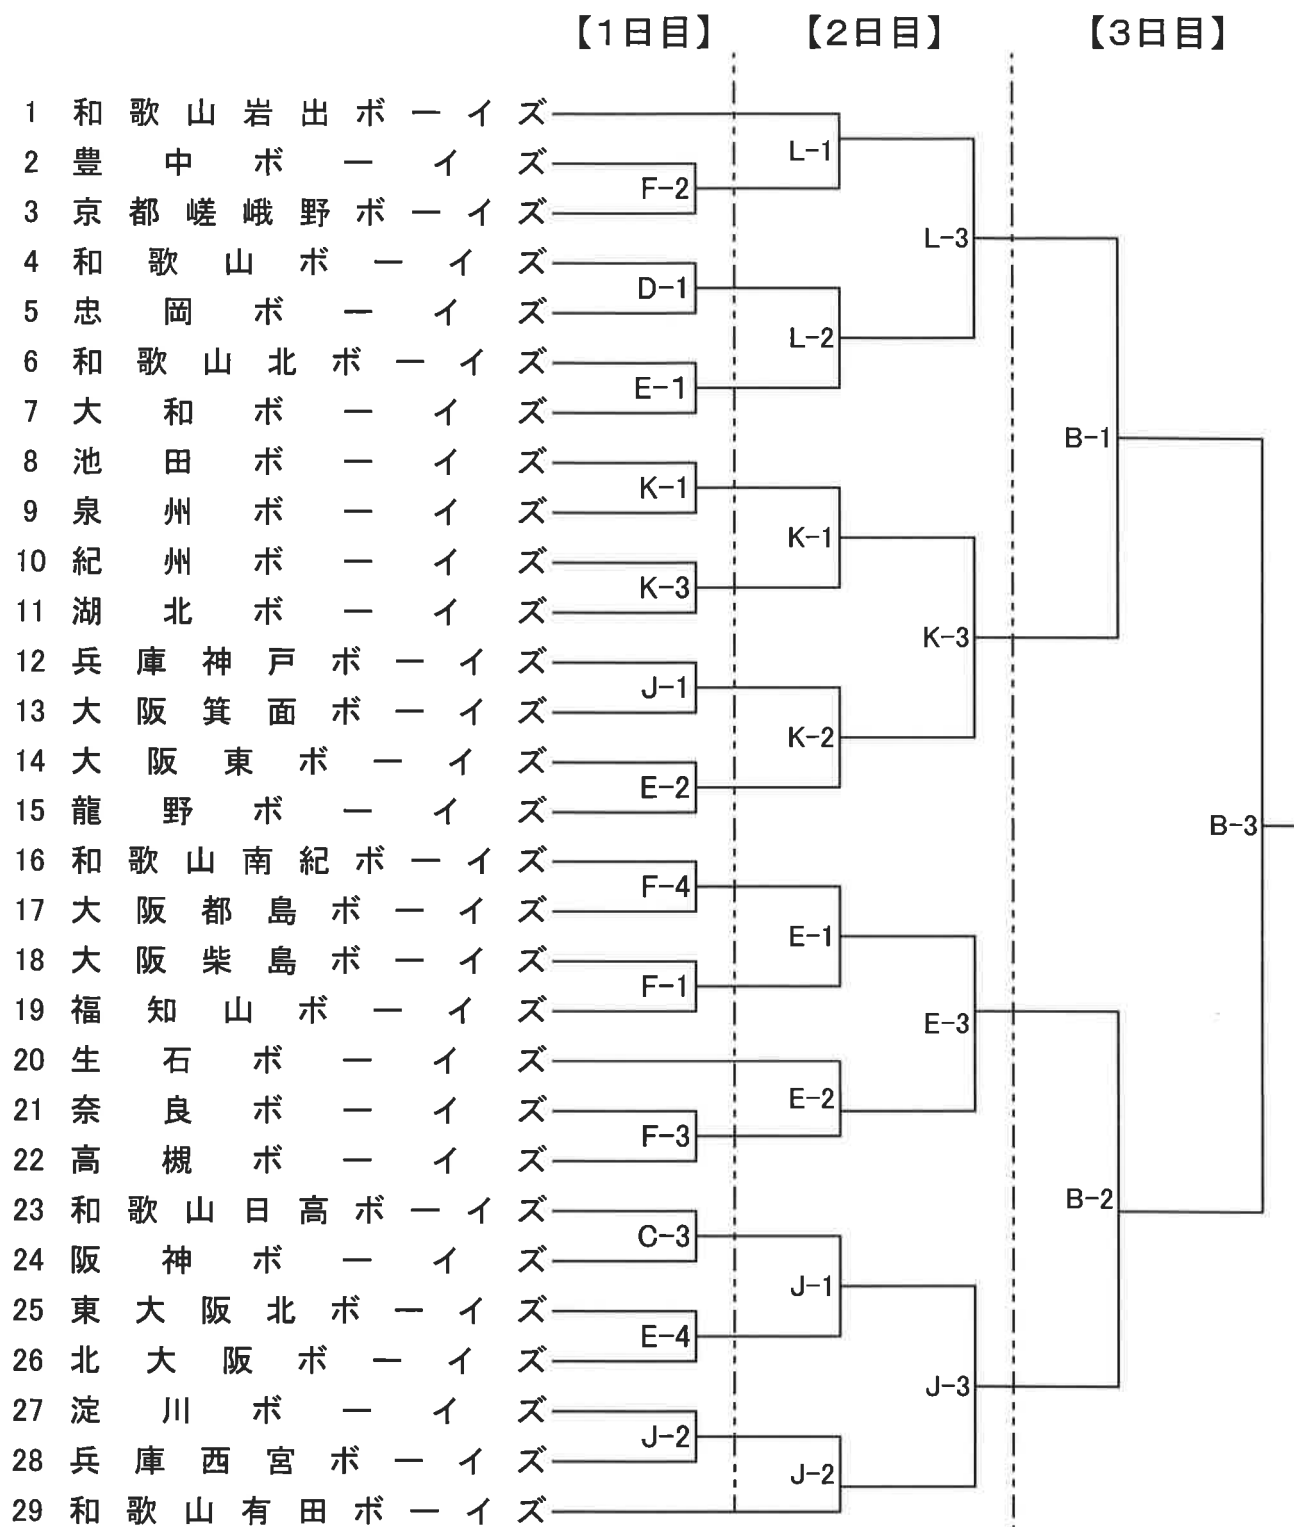 【1日目】 【2日目】 【3日目】
1 和歌山岩出ボーイズ
2 豊中ボーイズ
3 京都嵯峨野ボーイズ
4 和歌山ボーイズ
5 忠岡ボーイズ
6 和歌山北ボーイズ
7 大和ボーイズ
8 池田ボーイズ
9 泉州ボーイズ
10 紀州ボーイズ
11 湖北ボーイズ
12 兵庫神戸ボーイズ
13 大阪箕面ボーイズ
14 大阪東ボーイズ
15 龍野ボーイズ
16 和歌山南紀ボーイズ
17 大阪都島ボーイズ
18 大阪柴島ボーイズ
19 福知山ボーイズ
20 生石ボーイズ
21 奈良ボーイズ
22 高槻ボーイズ
23 和歌山日高ボーイズ
24 阪神ボーイズ
25 東大阪北ボーイズ
26 北大阪ボーイズ
27 淀川ボーイズ
28 兵庫西宮ボーイズ
29 和歌山有田ボーイズ
F-2
D-1
E-1
K-1
K-3
J-1
E-2
F-4
F-1
F-3
C-3
E-4
J-2
L-1
L-2
K-1
K-2
E-1
E-2
J-1
J-2
L-3
K-3
E-3
J-3
B-1
B-2
B-3